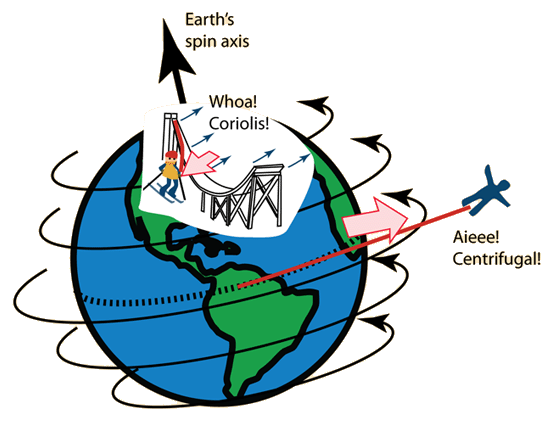 Earth's
spin axis
Whoa!
Coriolis!
Aieee!
Centrifugal!